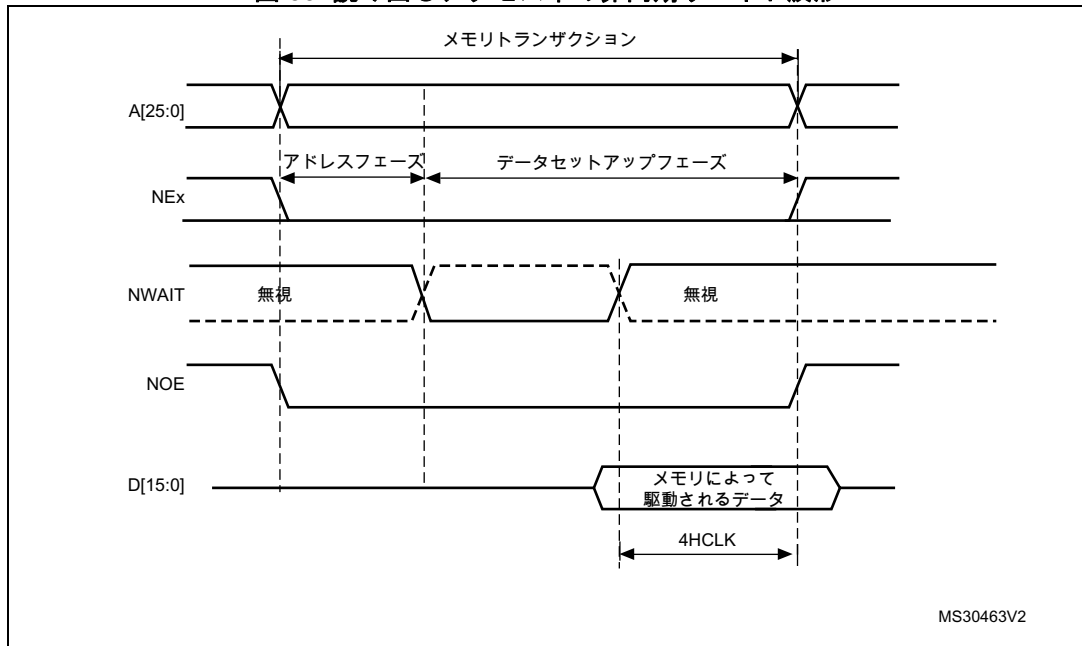 メモリトランザクション
A[25:0]
アドレスフェーズ
データセットアップフェーズ
NEx
NWAIT
無視
無視
NOE
D[15:0]
メモリによって
駆動されるデータ
4HCLK
MS30463V2